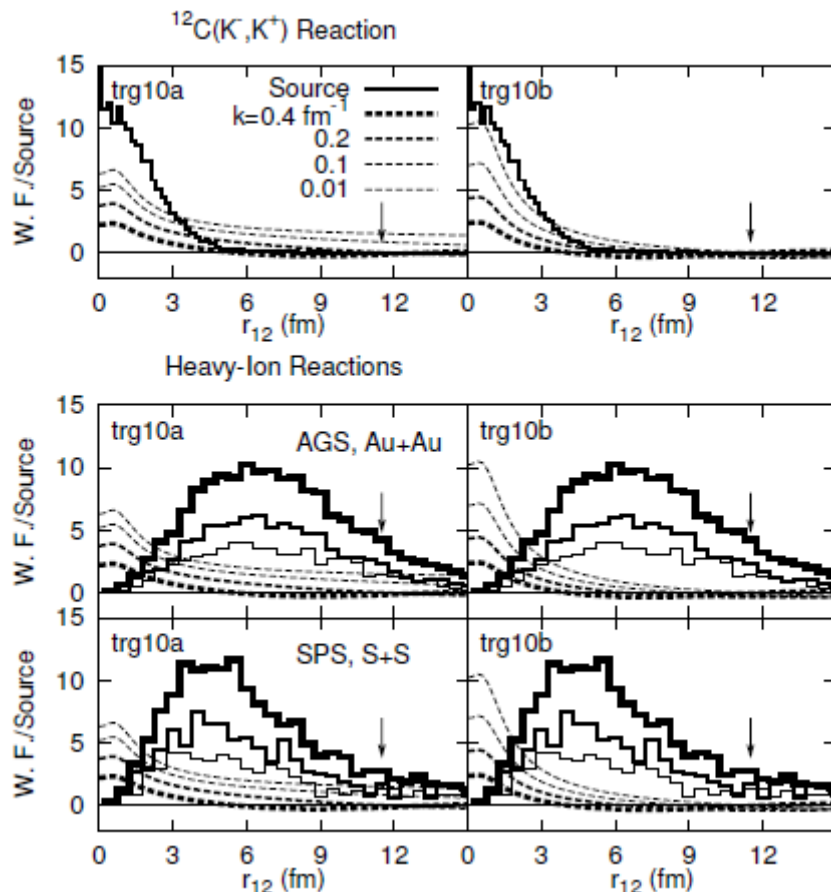 ¹²C(K⁻,K⁺) Reaction
W. F./Source
15
10
5
0
trg10a
Source
k=0.4 fm⁻¹
0.2
0.1
0.01
trg10b
0 3 6 9 12
r₁₂ (fm)
0 3 6 9 12
r₁₂ (fm)
Heavy-Ion Reactions
W. F./Source
15
10
5
0
trg10a
AGS, Au+Au
trg10b
W. F./Source
15
10
5
0
trg10a
SPS, S+S
trg10b
0 3 6 9 12
r₁₂ (fm)
0 3 6 9 12
r₁₂ (fm)